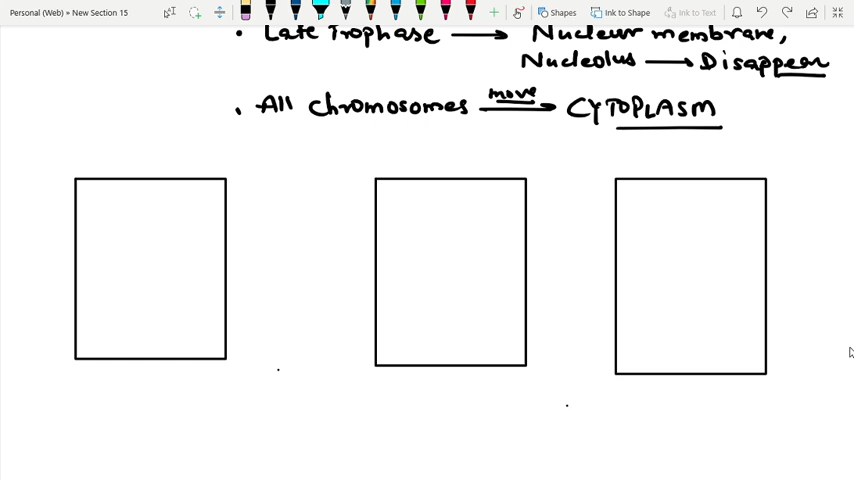 Personal (Web) » New Section 15
Shapes
Ink to Shape
Ink to Text
• Late Prophase → Nuclear membrane,
Nucleolus → Disappear
• All chromosomes move → CYTOPLASM